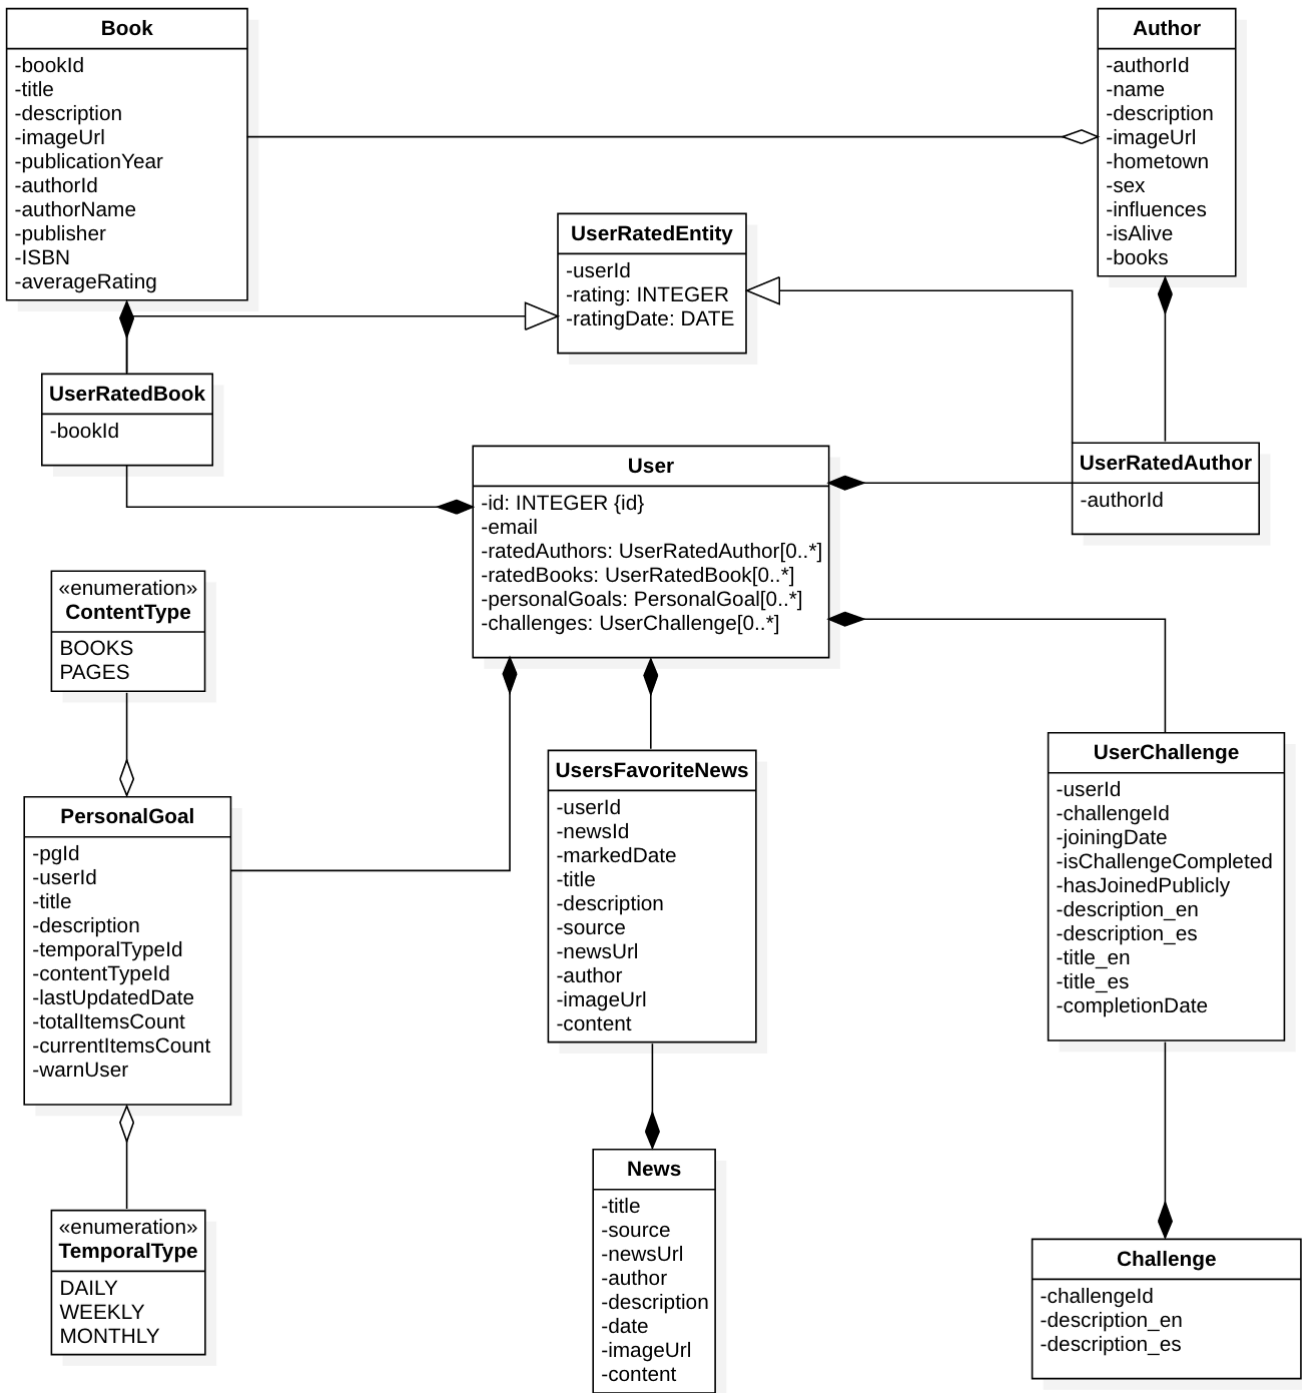 Book
-bookId
-title
-description
-imageUrl
-publicationYear
-authorId
-authorName
-publisher
-ISBN
-averageRating
Author
-authorId
-name
-description
-imageUrl
-hometown
-sex
-influences
-isAlive
-books
UserRatedEntity
-userId
-rating: INTEGER
-ratingDate: DATE
UserRatedBook
-bookId
User
-id: INTEGER {id}
-email
-ratedAuthors: UserRatedAuthor[0..*]
-ratedBooks: UserRatedBook[0..*]
-personalGoals: PersonalGoal[0..*]
-challenges: UserChallenge[0..*]
UserRatedAuthor
-authorId
«enumeration»
ContentType
BOOKS
PAGES
PersonalGoal
-pgId
-userId
-title
-description
-temporalTypeId
-contentTypeId
-lastUpdatedDate
-totalItemsCount
-currentItemsCount
-warnUser
UsersFavoriteNews
-userId
-newsId
-markedDate
-title
-description
-source
-newsUrl
-author
-imageUrl
-content
UserChallenge
-userId
-challengeId
-joiningDate
-isChallengeCompleted
-hasJoinedPublicly
-description_en
-description_es
-title_en
-title_es
-completionDate
«enumeration»
TemporalType
DAILY
WEEKLY
MONTHLY
News
-title
-source
-newsUrl
-author
-description
-date
-imageUrl
-content
Challenge
-challengeId
-description_en
-description_es